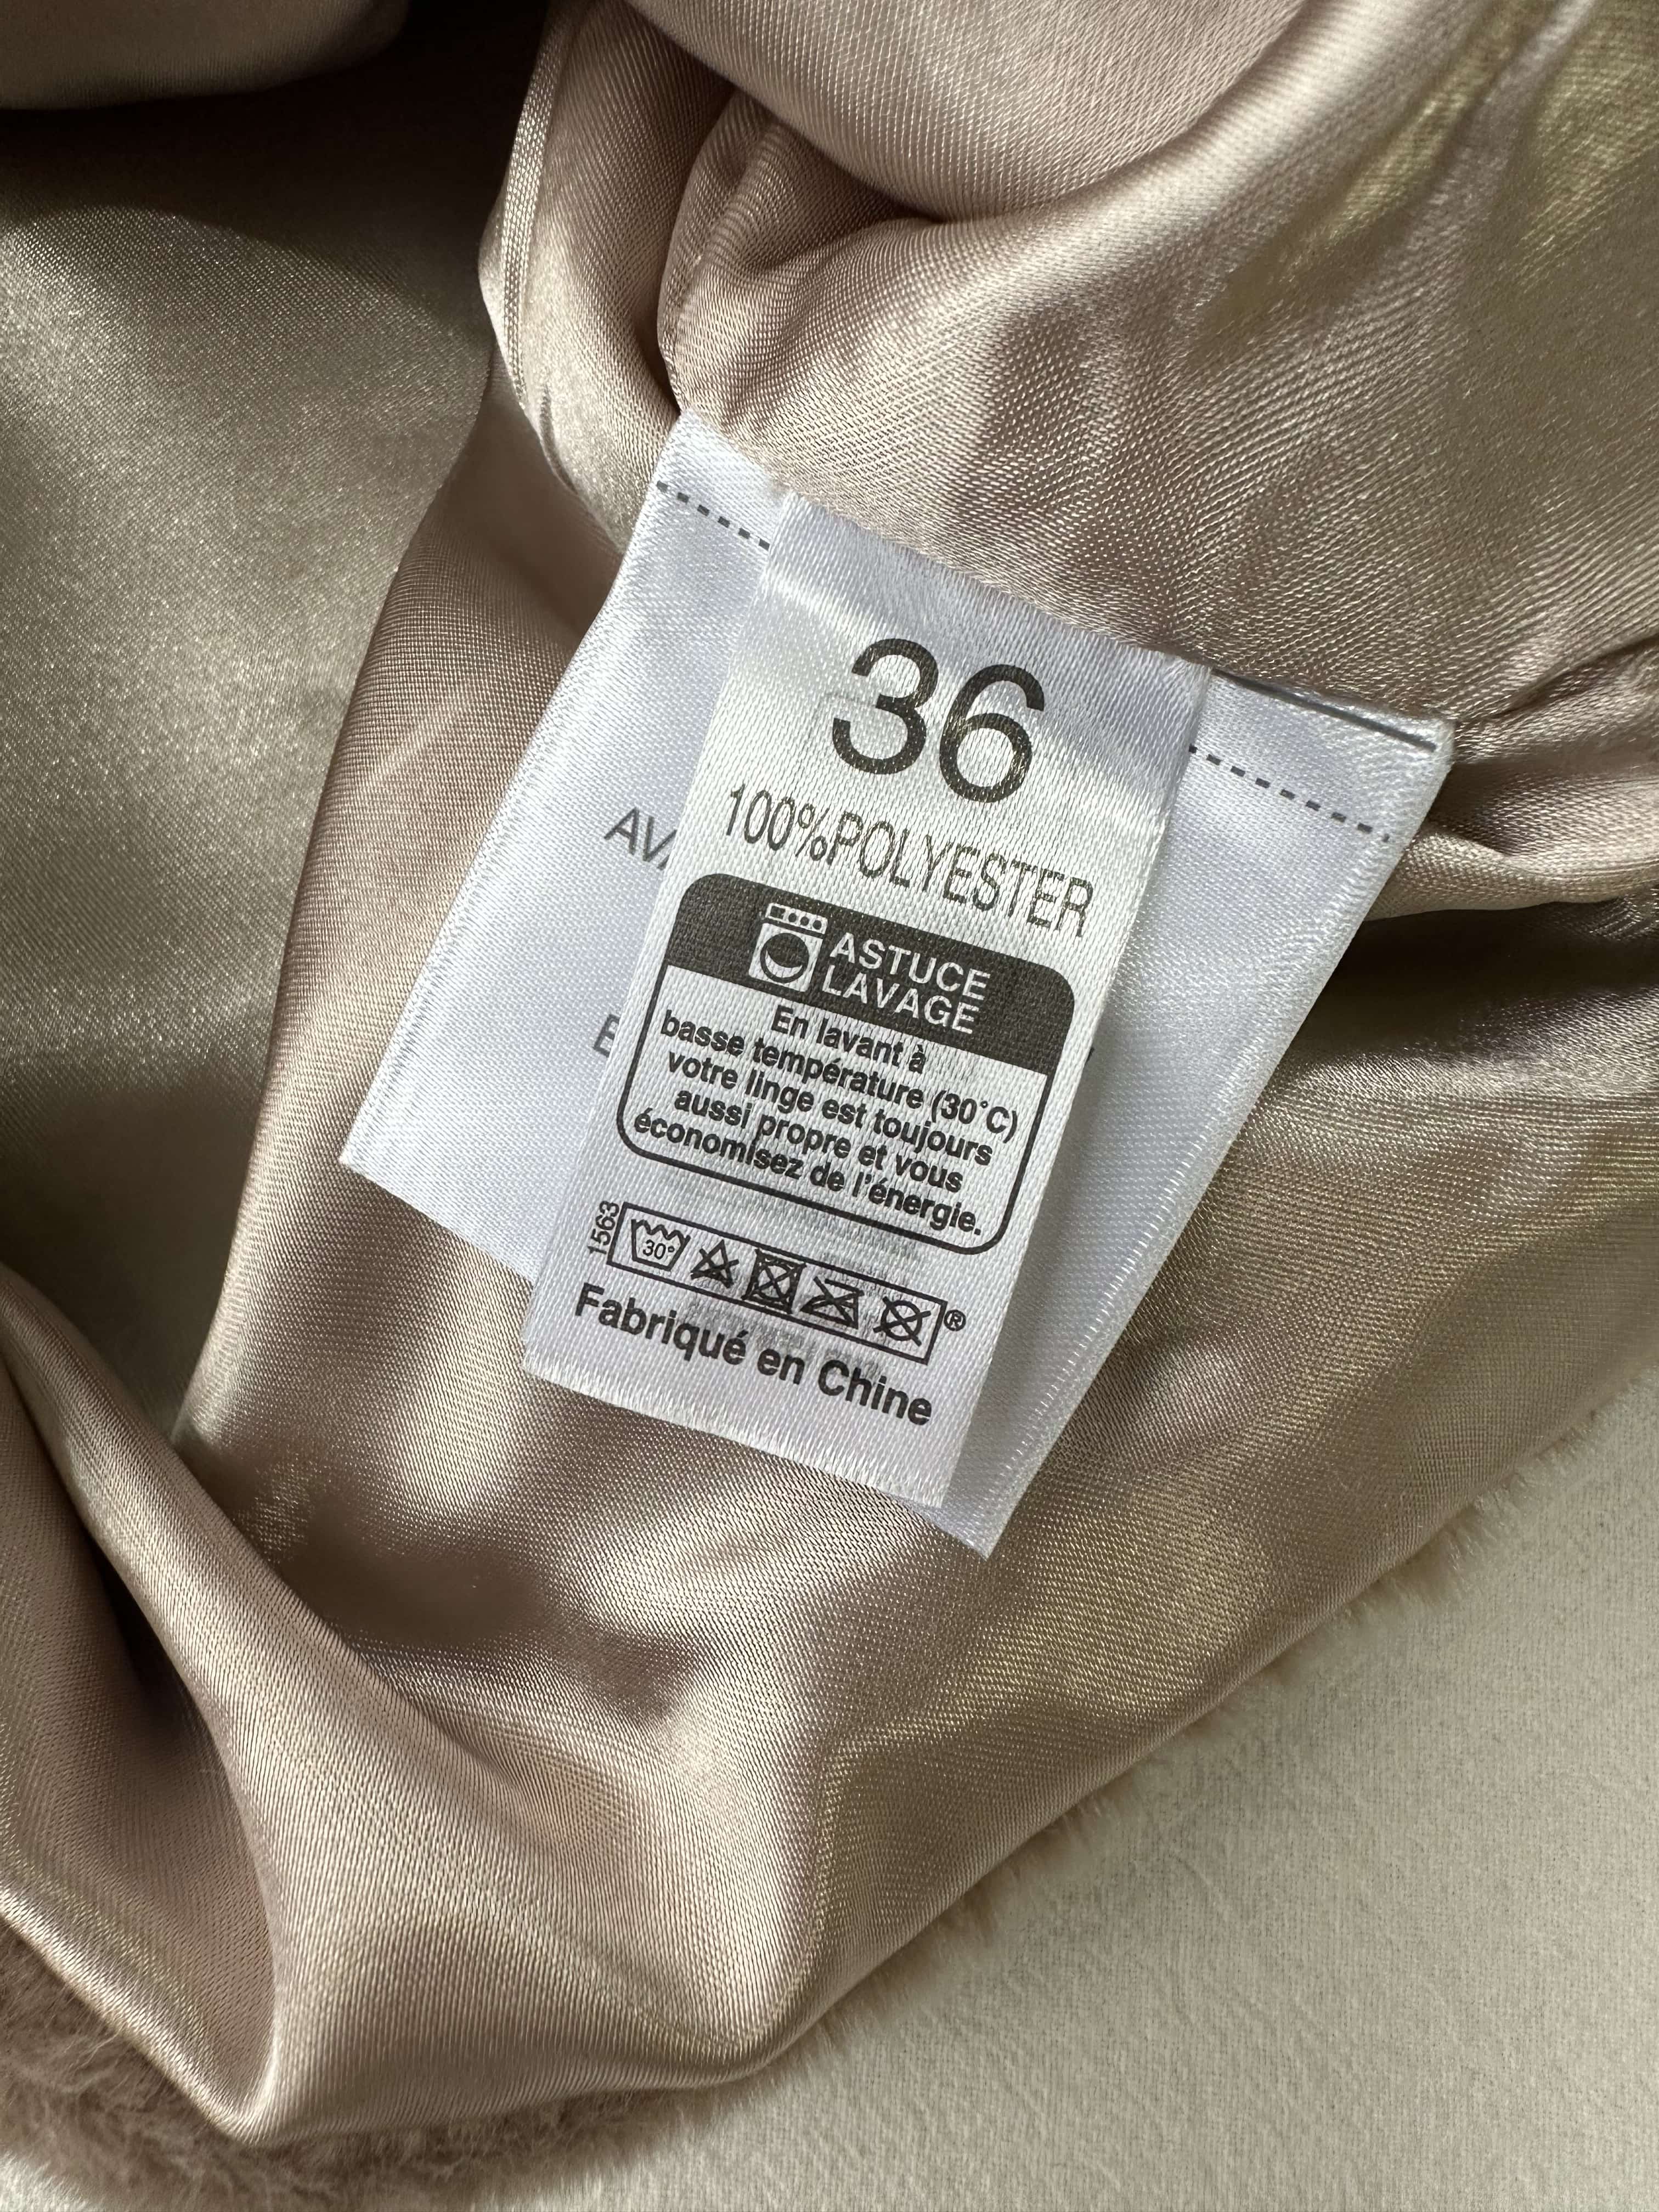 36
100%POLYESTER
ASTUCE
LAVAGE
En lavant à
basse température (30°C)
votre linge est toujours
aussi propre et vous
économisez de l'énergie.
1563
30°
®
Fabriqué en Chine